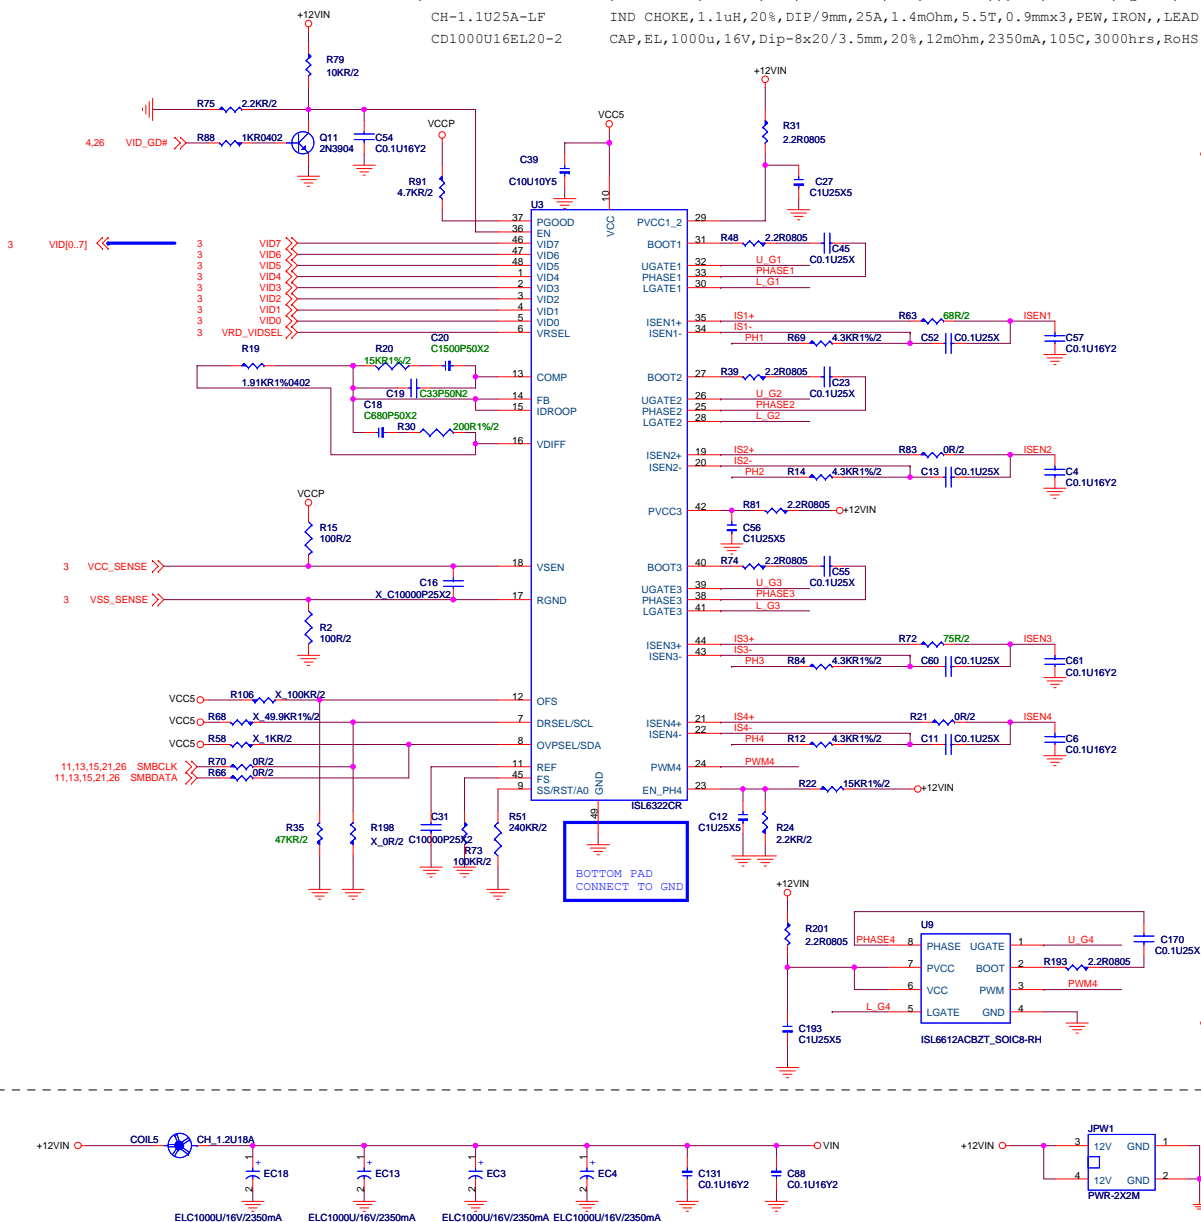 CH-1.1U25A-LF IND CHOKE,1.1uH,20%,DIP/9mm,25A,1.4mOhm,5.5T,0.9mmx3,PEW,IRON,,LEAD
CD1000U16EL20-2 CAP,EL,1000u,16V,Dip-8x20/3.5mm,20%,12mOhm,2350mA,105C,3000hrs,RoHS
+12VIN
R79
10KR/2
R75 2.2KR/2
4,26 VID_GD# R88 1KR0402
Q11
2N3904
C54
C0.1U16Y2
VCCP
R91
4.7KR/2
VCC5
C39
C10U10Y5
+12VIN
R31
2.2R0805
C27
C1U25X5
U3
10
VCC
37 PGOOD
36 EN
46 VID7
47 VID6
48 VID5
1 VID4
2 VID3
3 VID2
4 VID1
5 VID0
6 VRSEL
13 COMP
14 FB
15 IDROOP
16 VDIFF
18 VSEN
17 RGND
12 OFS
7 DRSEL/SCL
8 OVPSEL/SDA
11 REF
45 FS
9 SS/RST/A0
GND
49
ISL6322CR
PVCC1_2 29
BOOT1 31
UGATE1 32
PHASE1 33
LGATE1 30
ISEN1+ 35
ISEN1- 34
BOOT2 27
UGATE2 26
PHASE2 25
LGATE2 28
ISEN2+ 19
ISEN2- 20
PVCC3 42
BOOT3 40
UGATE3 39
PHASE3 38
LGATE3 41
ISEN3+ 44
ISEN3- 43
ISEN4+ 21
ISEN4- 22
PWM4 24
EN_PH4 23
3 VID[0..7]
3 VID7
3 VID6
3 VID5
3 VID4
3 VID3
3 VID2
3 VID1
3 VID0
3 VRD_VIDSEL
R19
1.91KR1%0402
R20
15KR1%/2
C20
C1500P50X2
C19 C33P50N2
C18
C680P50X2
R30 200R1%/2
VCCP
R15
100R/2
3 VCC_SENSE
C16
X_C10000P25X2
3 VSS_SENSE
R2
100R/2
VCC5 R106 X_100KR/2
VCC5 R68 X_49.9KR1%/2
VCC5 R58 X_1KR/2
11,13,15,21,26 SMBCLK R70 0R/2
11,13,15,21,26 SMBDATA R66 0R/2
R35
47KR/2
R198
X_0R/2
C31
C10000P25X2
R73
100KR/2
R51
240KR/2
BOTTOM PAD
CONNECT TO GND
R48 2.2R0805
C45
C0.1U25X
U_G1
PHASE1
L_G1
IS1+ R63 68R/2 ISEN1
IS1-
PH1 R69 4.3KR1%/2 C52 C0.1U25X
C57
C0.1U16Y2
R39 2.2R0805
C23
C0.1U25X
U_G2
PHASE2
L_G2
IS2+ R83 0R/2 ISEN2
IS2-
PH2 R14 4.3KR1%/2 C13 C0.1U25X
C4
C0.1U16Y2
R81 2.2R0805 +12VIN
C56
C1U25X5
R74 2.2R0805
C55
C0.1U25X
U_G3
PHASE3
L_G3
IS3+ R72 75R/2 ISEN3
IS3-
PH3 R84 4.3KR1%/2 C60 C0.1U25X
C61
C0.1U16Y2
IS4+ R21 0R/2 ISEN4
IS4-
PH4 R12 4.3KR1%/2 C11 C0.1U25X
C6
C0.1U16Y2
PWM4
R22 15KR1%/2 +12VIN
C12
C1U25X5
R24
2.2KR/2
+12VIN
R201
2.2R0805
C193
C1U25X5
U9
PHASE4 8 PHASE UGATE 1 U_G4
7 PVCC BOOT 2 R193 2.2R0805
6 VCC PWM 3 PWM4
L_G4 5 LGATE GND 4
ISL6612ACBZT_SOIC8-RH
C170
C0.1U25X
+12VIN COIL5 CH_1.2U18A VIN
1 + EC18 2
1 + EC13 2
1 + EC3 2
1 + EC4 2
C131
C0.1U16Y2
C88
C0.1U16Y2
ELC1000U/16V/2350mA ELC1000U/16V/2350mA ELC1000U/16V/2350mA ELC1000U/16V/2350mA
+12VIN
JPW1
3 12V GND 1
4 12V GND 2
PWR-2X2M